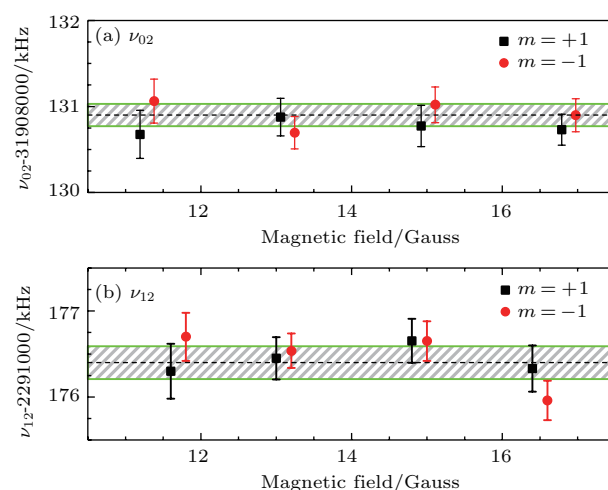 132
(a) ν₀₂
m = +1
m = −1
131
130
ν₀₂-31908000/kHz
12
14
16
Magnetic field/Gauss
(b) ν₁₂
m = +1
m = −1
177
176
ν₁₂-2291000/kHz
12
14
16
Magnetic field/Gauss